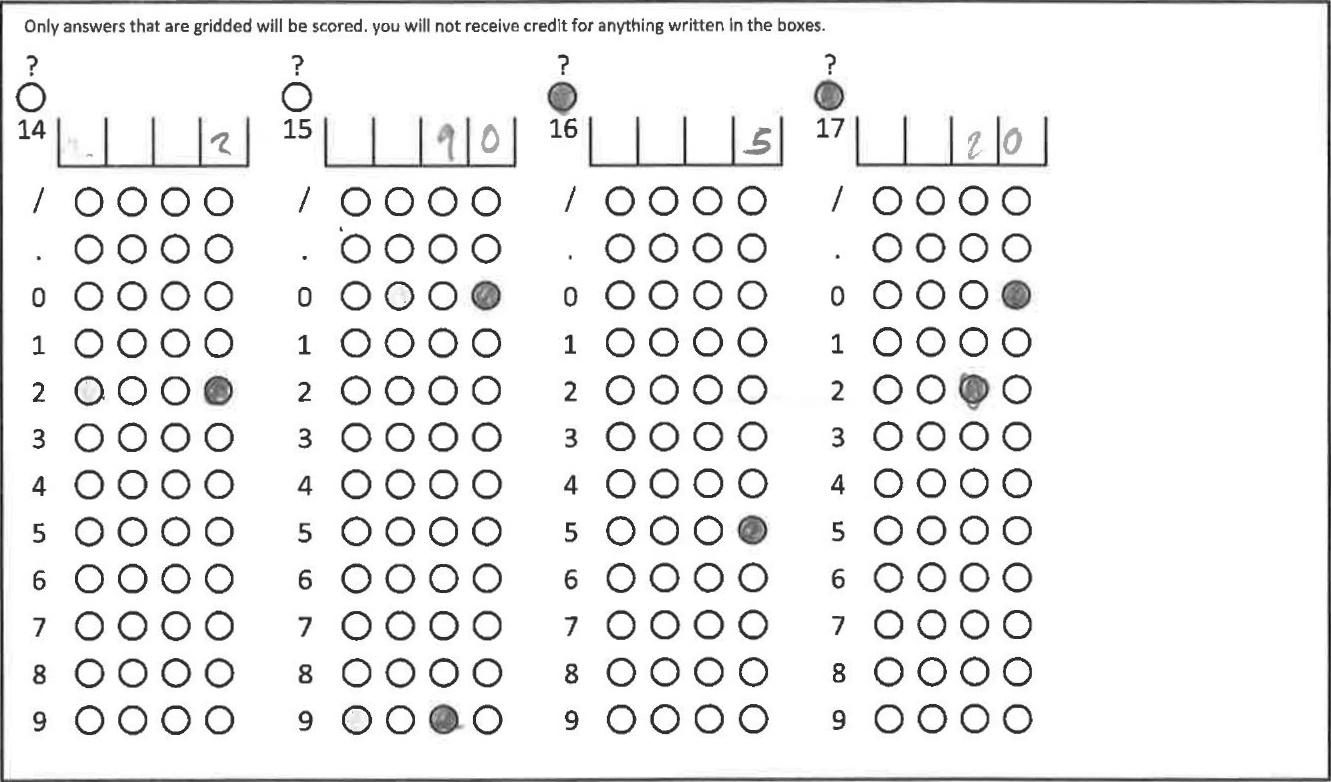 Only answers that are gridded will be scored. you will not receive credit for anything written in the boxes.
? ? ? ?
14 2 15 9 0 16 5 17 2 0
/ / / /
. . . .
0 0 0 0
1 1 1 1
2 2 2 2
3 3 3 3
4 4 4 4
5 5 5 5
6 6 6 6
7 7 7 7
8 8 8 8
9 9 9 9